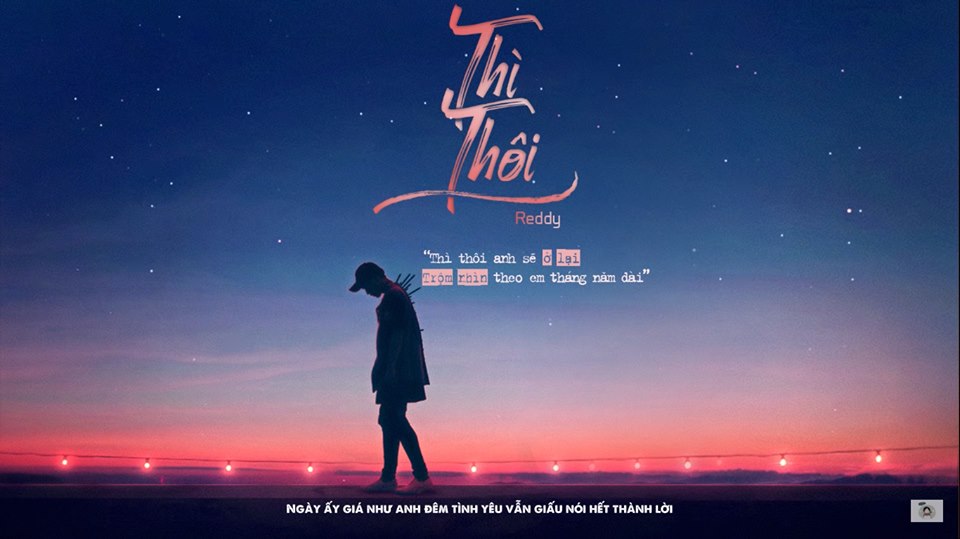 Thì
Thôi
Reddy
“Thì thôi anh sẽ ở lại
Trộm nhìn theo em tháng năm dài”
NGÀY ẤY GIÁ NHƯ ANH ĐÊM TÌNH YÊU VẪN GIẤU NÓI HẾT THÀNH LỜI